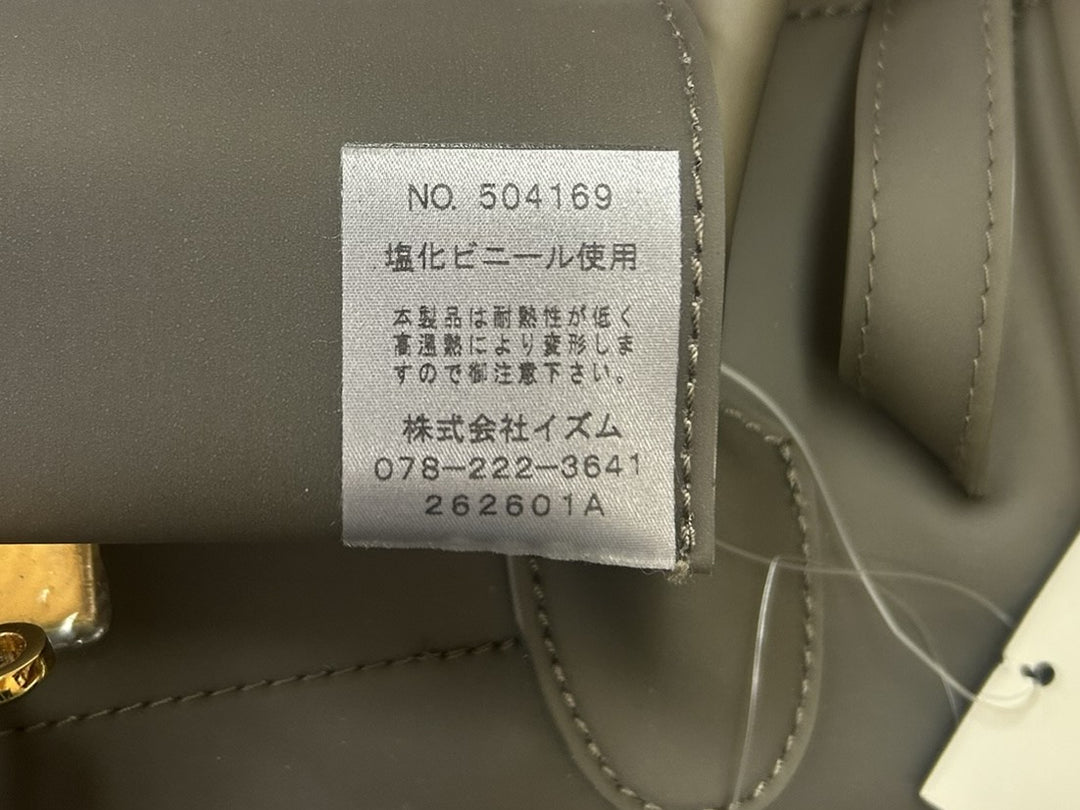 NO. 504169
塩化ビニール使用
本製品は耐熱性が低く
高温熱により変形しま
すので御注意下さい。
株式会社イズム
078-222-3641
262601A